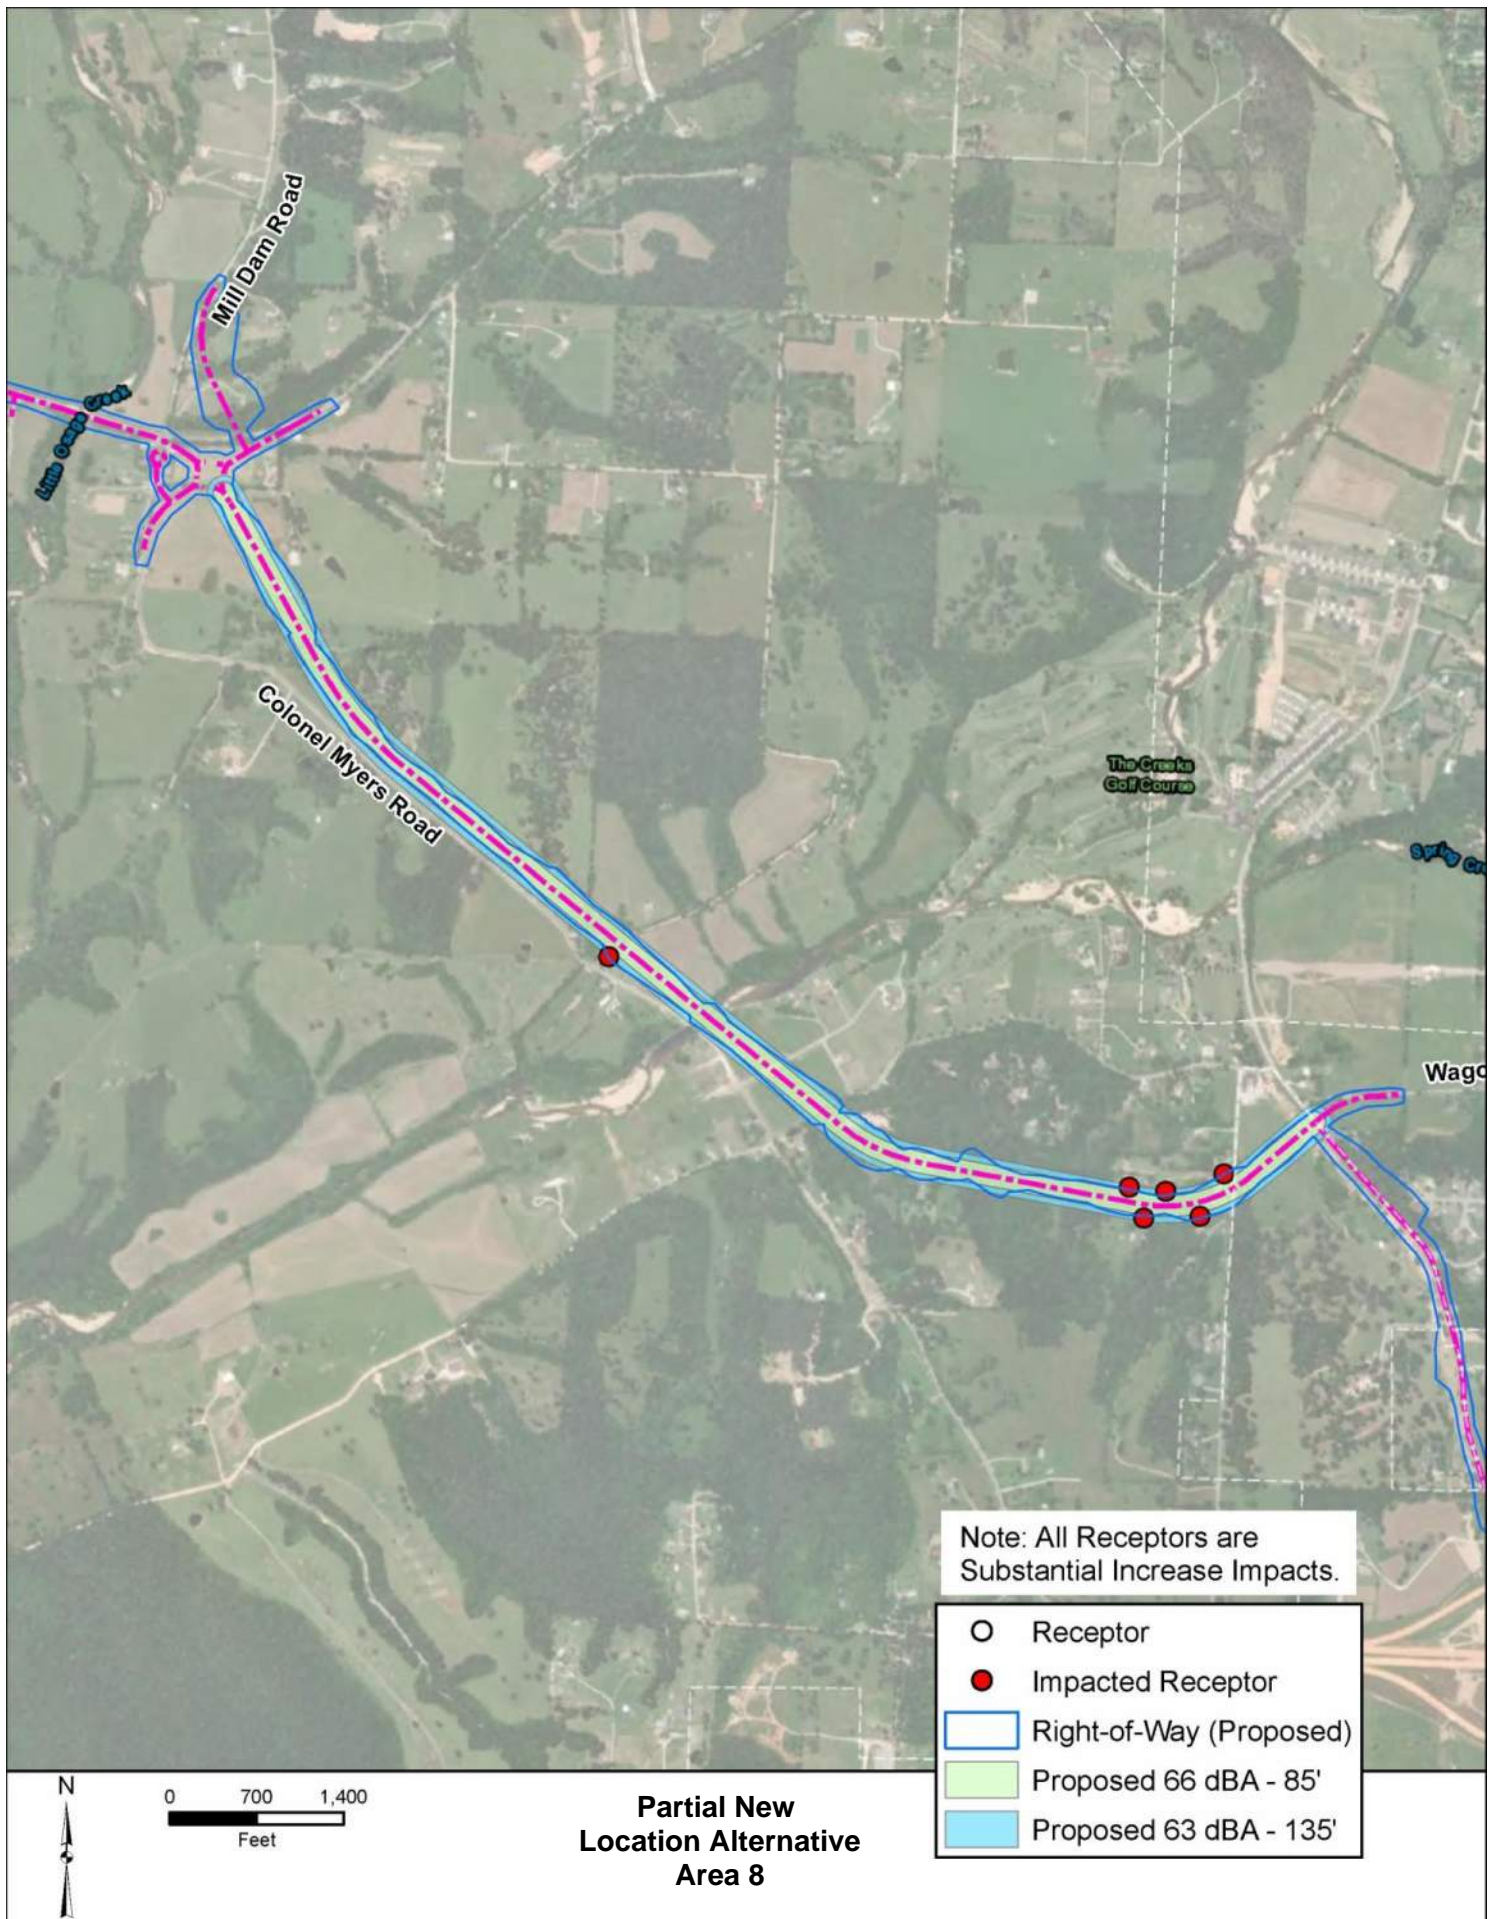 Mill Dam Road
Little Osage Creek
Colonel Myers Road
The Creeks
Golf Course
Spring Cre
Wago
Note: All Receptors are
Substantial Increase Impacts.
Receptor
Impacted Receptor
Right-of-Way (Proposed)
Proposed 66 dBA - 85'
Proposed 63 dBA - 135'
N
0 700 1,400
Feet
Partial New
Location Alternative
Area 8